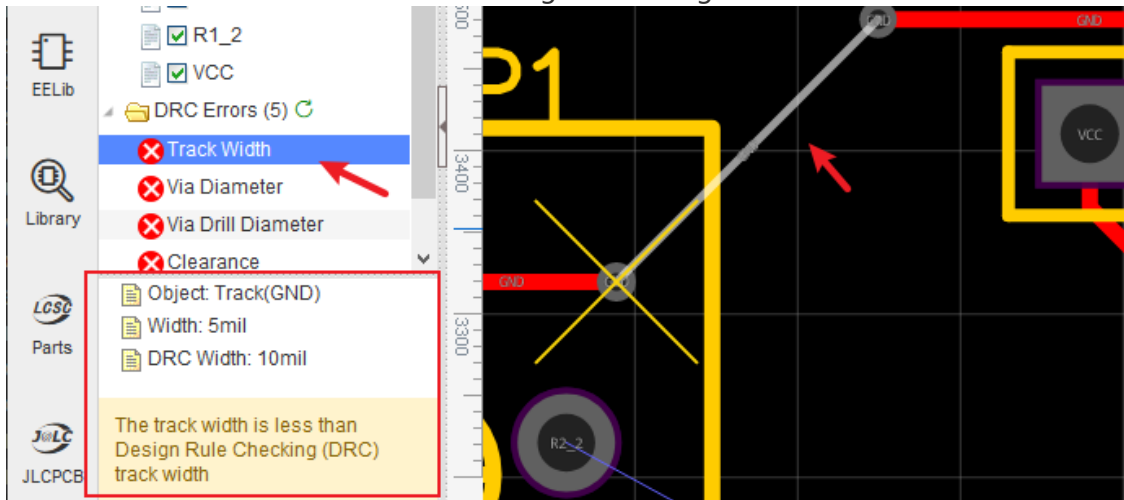 R1_2
VCC
DRC Errors (5)
Track Width
Via Diameter
Via Drill Diameter
Clearance
Object: Track(GND)
Width: 5mil
DRC Width: 10mil
The track width is less than
Design Rule Checking (DRC)
track width
EELib
Library
LCSC
Parts
J@LC
JLCPCB
3400
3300
P1
GND
GND
VCC
GND
GND
R2_2